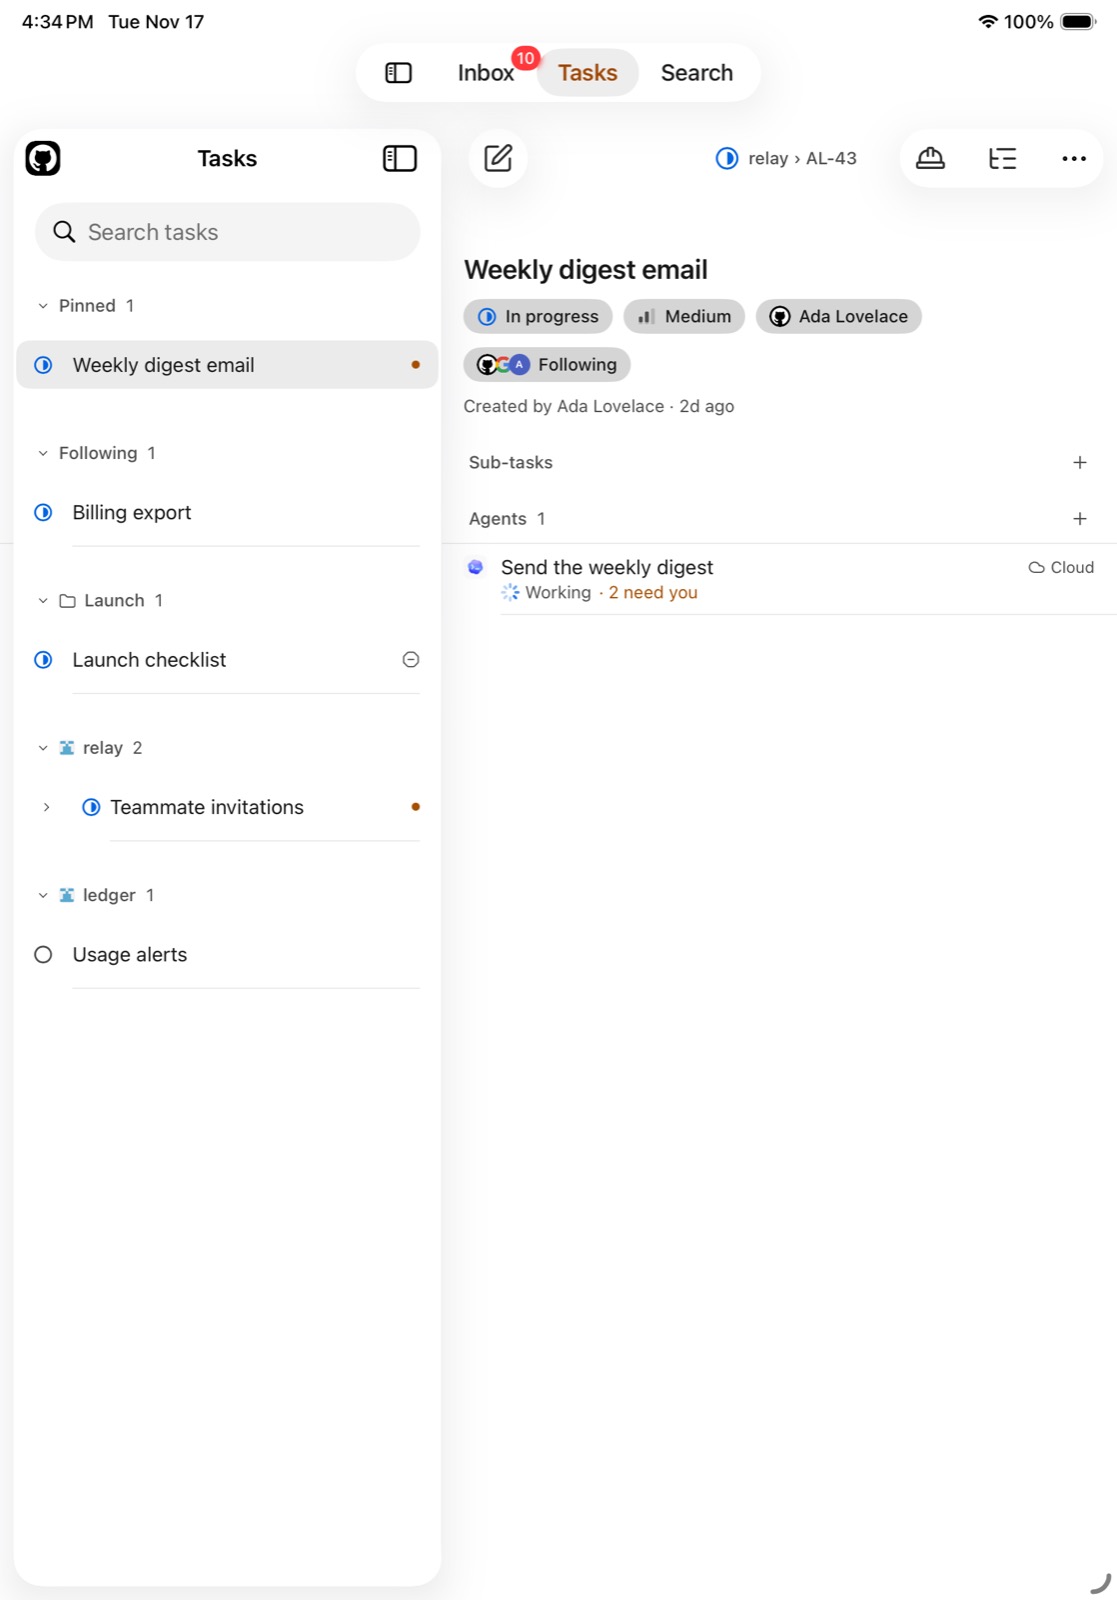 4:34 PM Tue Nov 17
100%
Inbox 10 Tasks Search
Tasks
Search tasks
Pinned 1
Weekly digest email
Following 1
Billing export
Launch 1
Launch checklist
relay 2
Teammate invitations
ledger 1
Usage alerts
relay › AL-43
Weekly digest email
In progress Medium Ada Lovelace
A Following
Created by Ada Lovelace · 2d ago
Sub-tasks
Agents 1
Send the weekly digest Cloud
Working · 2 need you